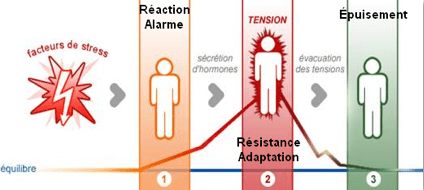 facteurs de stress
Réaction
Alarme
sécrétion
d'hormones
TENSION
évacuation
des tensions
Épuisement
Résistance
Adaptation
équilibre
1
2
3